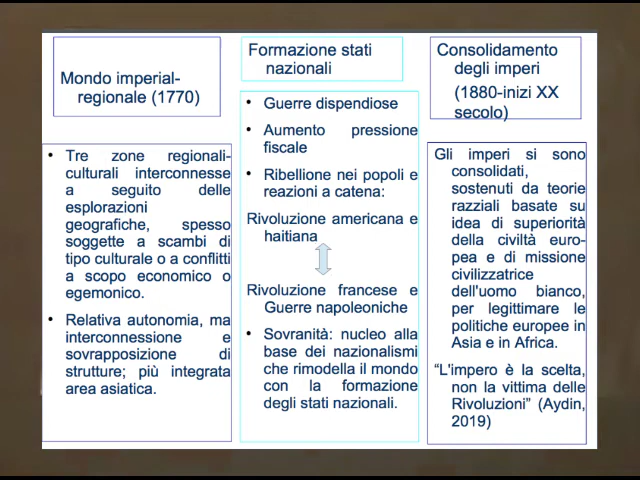 Mondo imperial-
regionale (1770)
• Tre zone regionali-
culturali interconnesse
a seguito delle
esplorazioni
geografiche, spesso
soggette a scambi di
tipo culturale o a conflitti
a scopo economico o
egemonico.
• Relativa autonomia, ma
interconnessione e
sovrapposizione di
strutture; più integrata
area asiatica.
Formazione stati
nazionali
• Guerre dispendiose
• Aumento pressione
fiscale
• Ribellione nei popoli e
reazioni a catena:
Rivoluzione americana e
haitiana
Rivoluzione francese e
Guerre napoleoniche
• Sovranità: nucleo alla
base dei nazionalismi
che rimodella il mondo
con la formazione
degli stati nazionali.
Consolidamento
degli imperi
(1880-inizi XX
secolo)
Gli imperi si sono
consolidati,
sostenuti da teorie
razziali basate su
idea di superiorità
della civiltà euro-
pea e di missione
civilizzatrice
dell'uomo bianco,
per legittimare le
politiche europee in
Asia e in Africa.
“L'impero è la scelta,
non la vittima delle
Rivoluzioni” (Aydin,
2019)